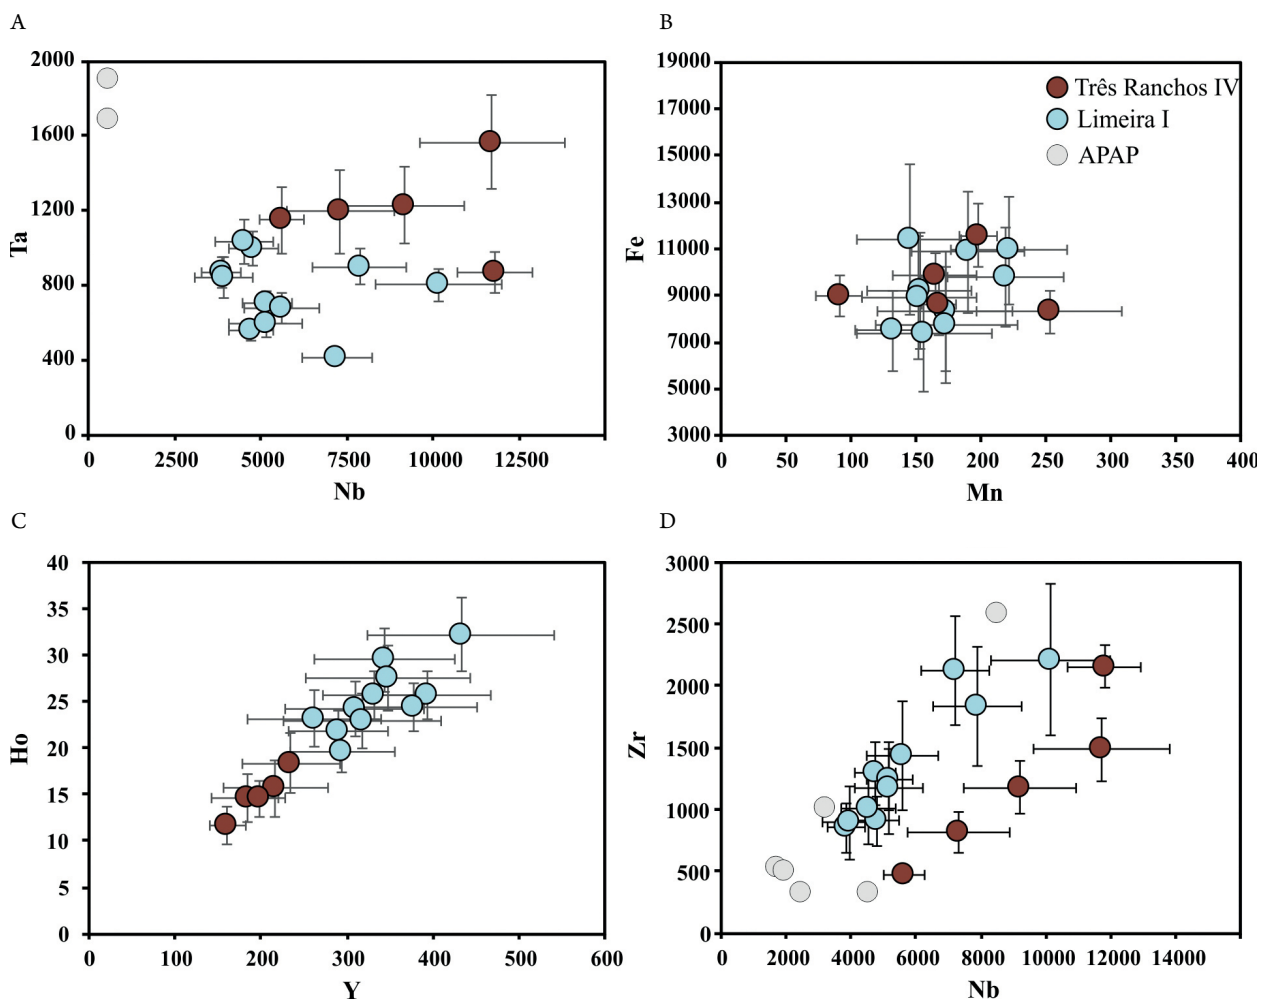 A
2000
1600
1200
800
400
0
Ta
0 2500 5000 7500 10000 12500
Nb
B
19000
17000
15000
13000
11000
9000
7000
5000
3000
Fe
Três Ranchos IV
Limeira I
APAP
0 50 100 150 200 250 300 350 400
Mn
C
40
35
30
25
20
15
10
5
0
Ho
0 100 200 300 400 500 600
Y
D
3000
2500
2000
1500
1000
500
0
Zr
0 2000 4000 6000 8000 10000 12000 14000
Nb